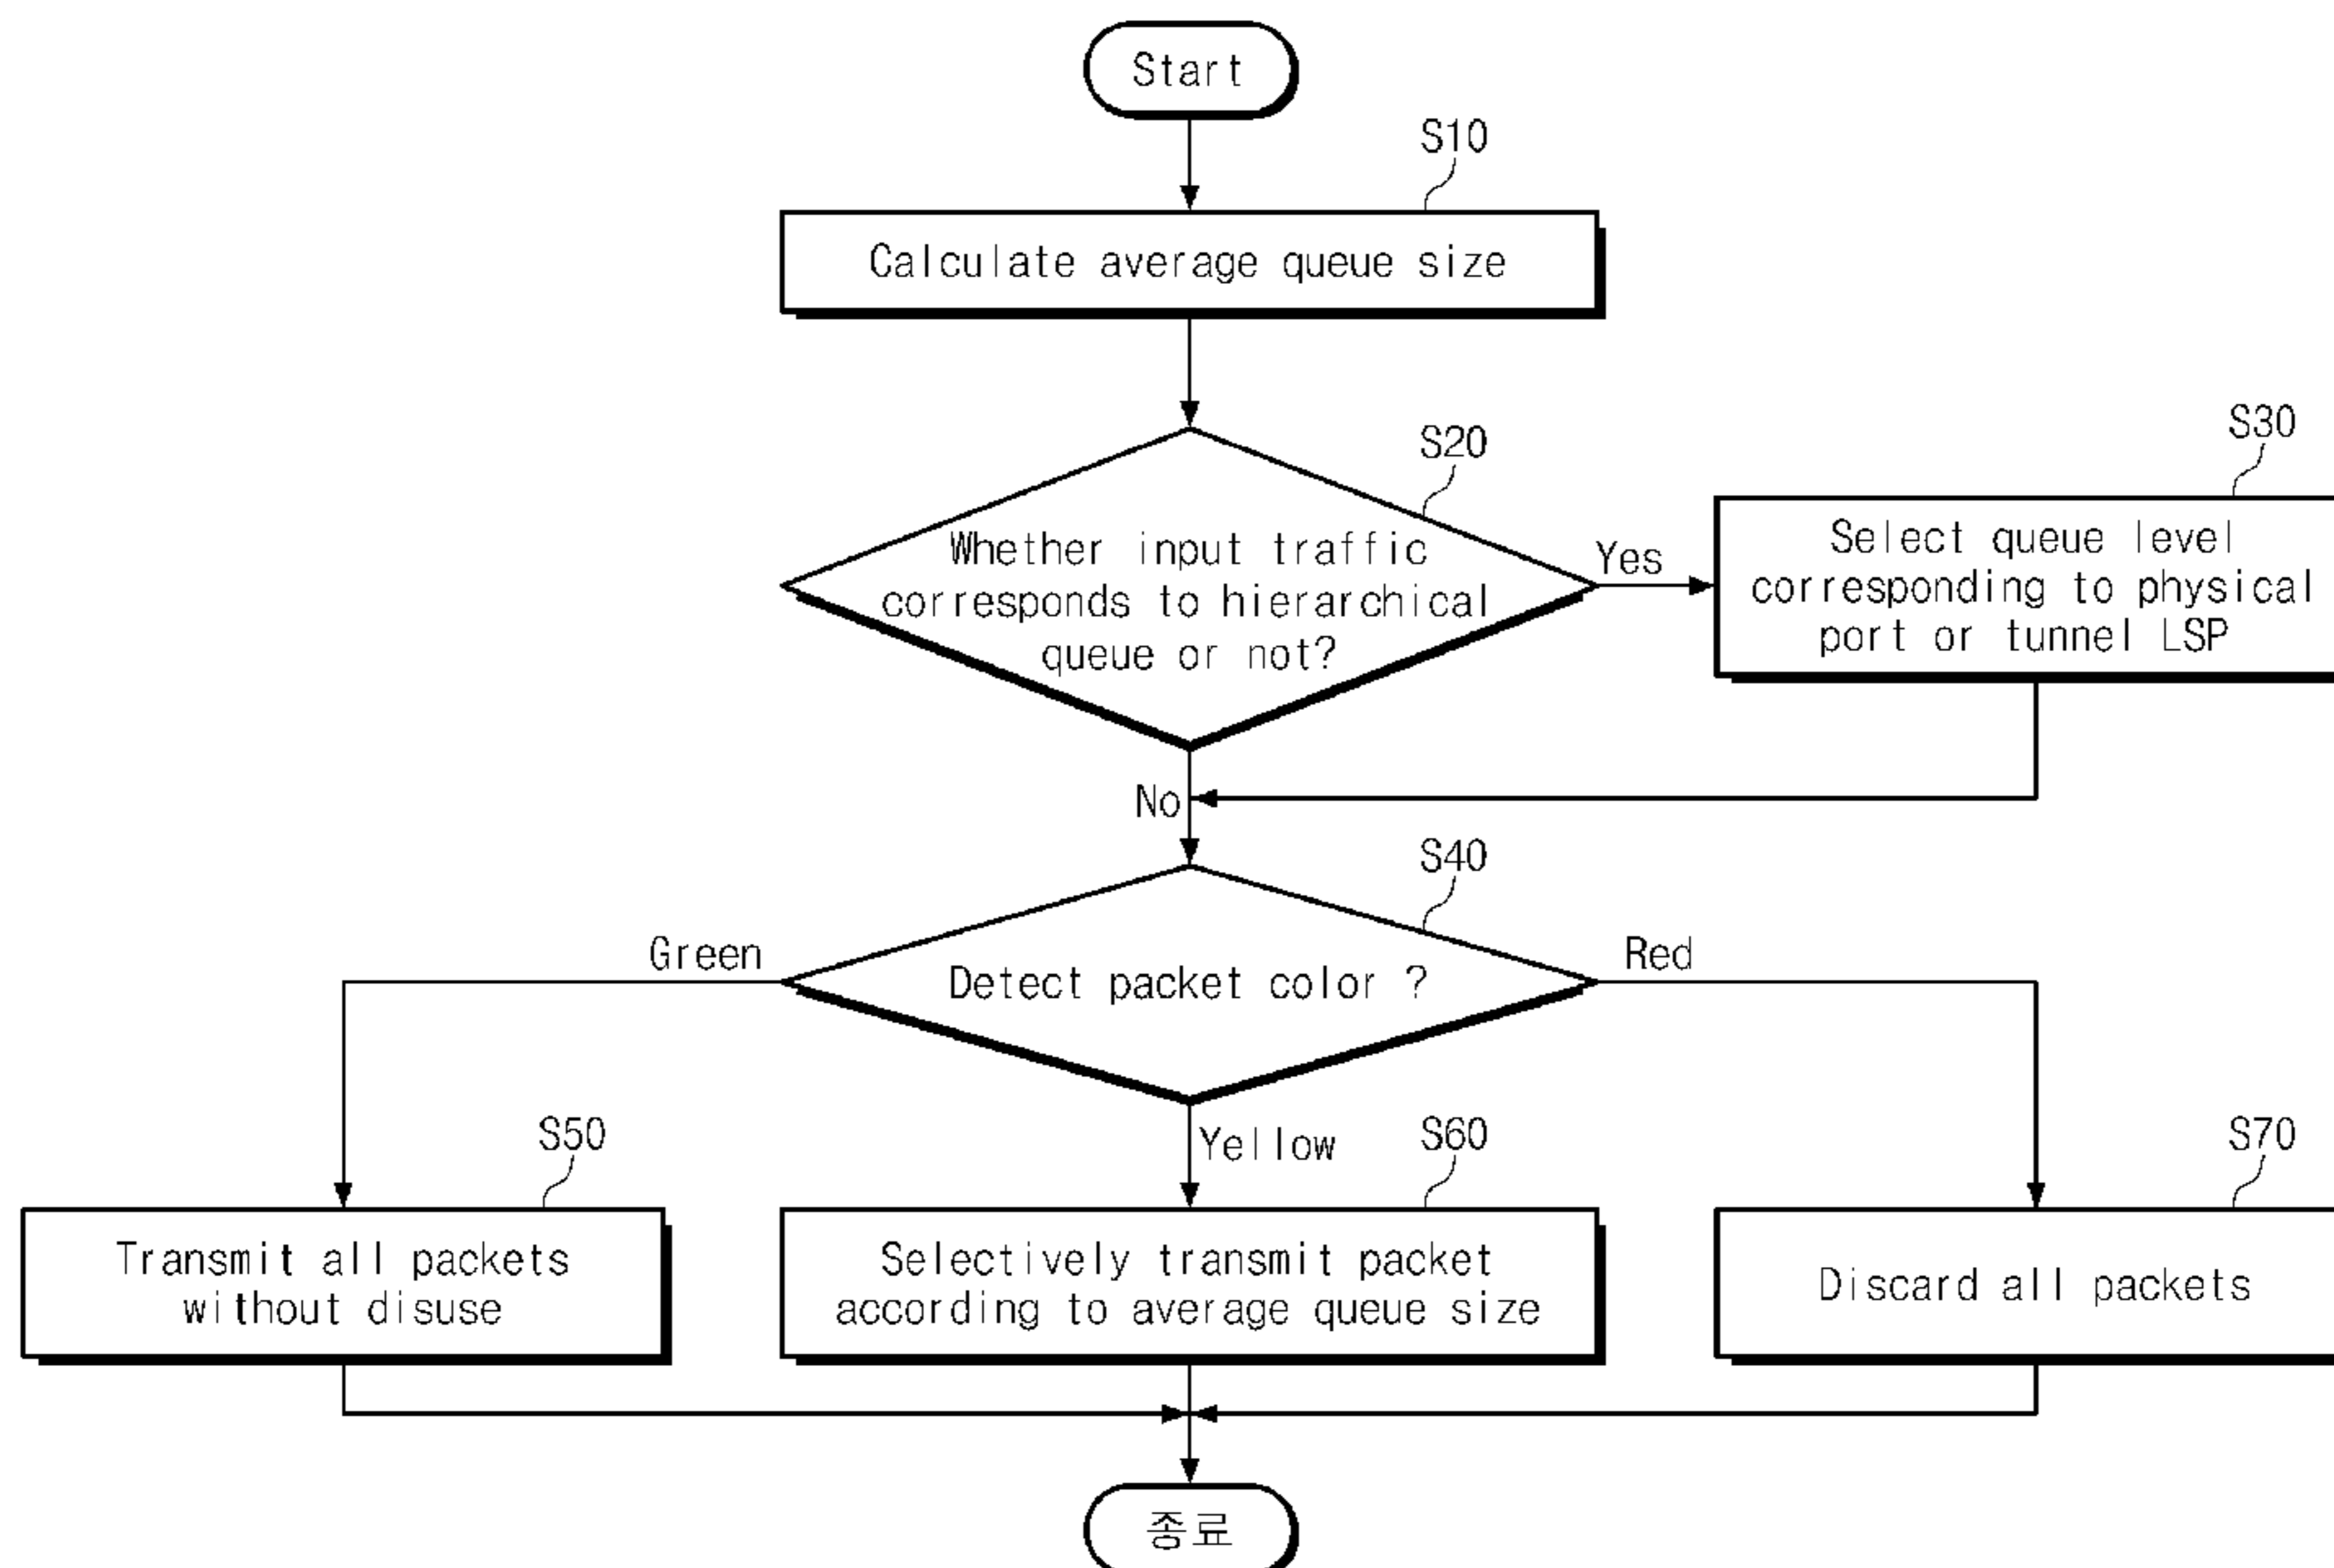 Start
S10
Calculate average queue size
S20
Whether input traffic
corresponds to hierarchical
queue or not?
Yes
S30
Select queue level
corresponding to physical
port or tunnel LSP
No
S40
Detect packet color ?
Green
Red
Yellow
S50
Transmit all packets
without disuse
S60
Selectively transmit packet
according to average queue size
S70
Discard all packets
종료